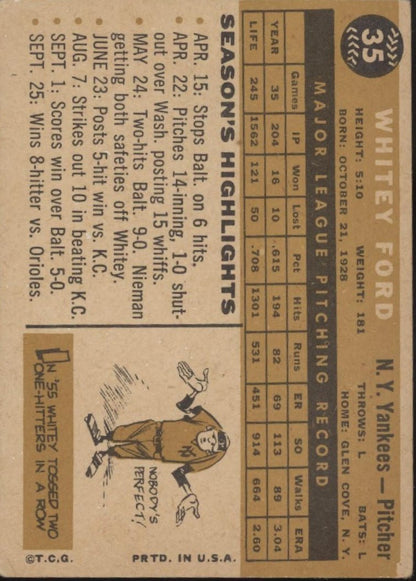 35
WHITEY FORD
N. Y. Yankees — Pitcher
HEIGHT: 5:10 WEIGHT: 181 THROWS: L BATS: L
BORN: OCTOBER 21, 1928 HOME: GLEN COVE, N. Y.
MAJOR LEAGUE PITCHING RECORD
Games IP Won Lost Pct Hits Runs ER SO Walks ERA
YEAR 35 204 16 10 .615 194 82 69 113 89 3.04
LIFE 245 1562 121 50 .708 1301 531 451 914 664 2.60
SEASON'S HIGHLIGHTS
• APR. 15: Stops Balt. on 6 hits.
• APR. 22: Pitches 14-inning, 1-0 shut-
out over Wash. posting 15 whiffs.
• MAY 24: Two-hits Balt. 9-0. Nieman
getting both safeties off Whitey.
• JUNE 23: Posts 5-hit win vs. K.C.
• AUG. 7: Strikes out 10 in beating K.C.
• SEPT. 1: Scores win over Balt. 5-0.
• SEPT. 25: Wins 8-hitter vs. Orioles.
NOBODY'S
PERFECT!
NY
IN '55 WHITEY TOSSED TWO
ONE-HITTERS IN A ROW
©T.C.G. PRTD. IN U.S.A.